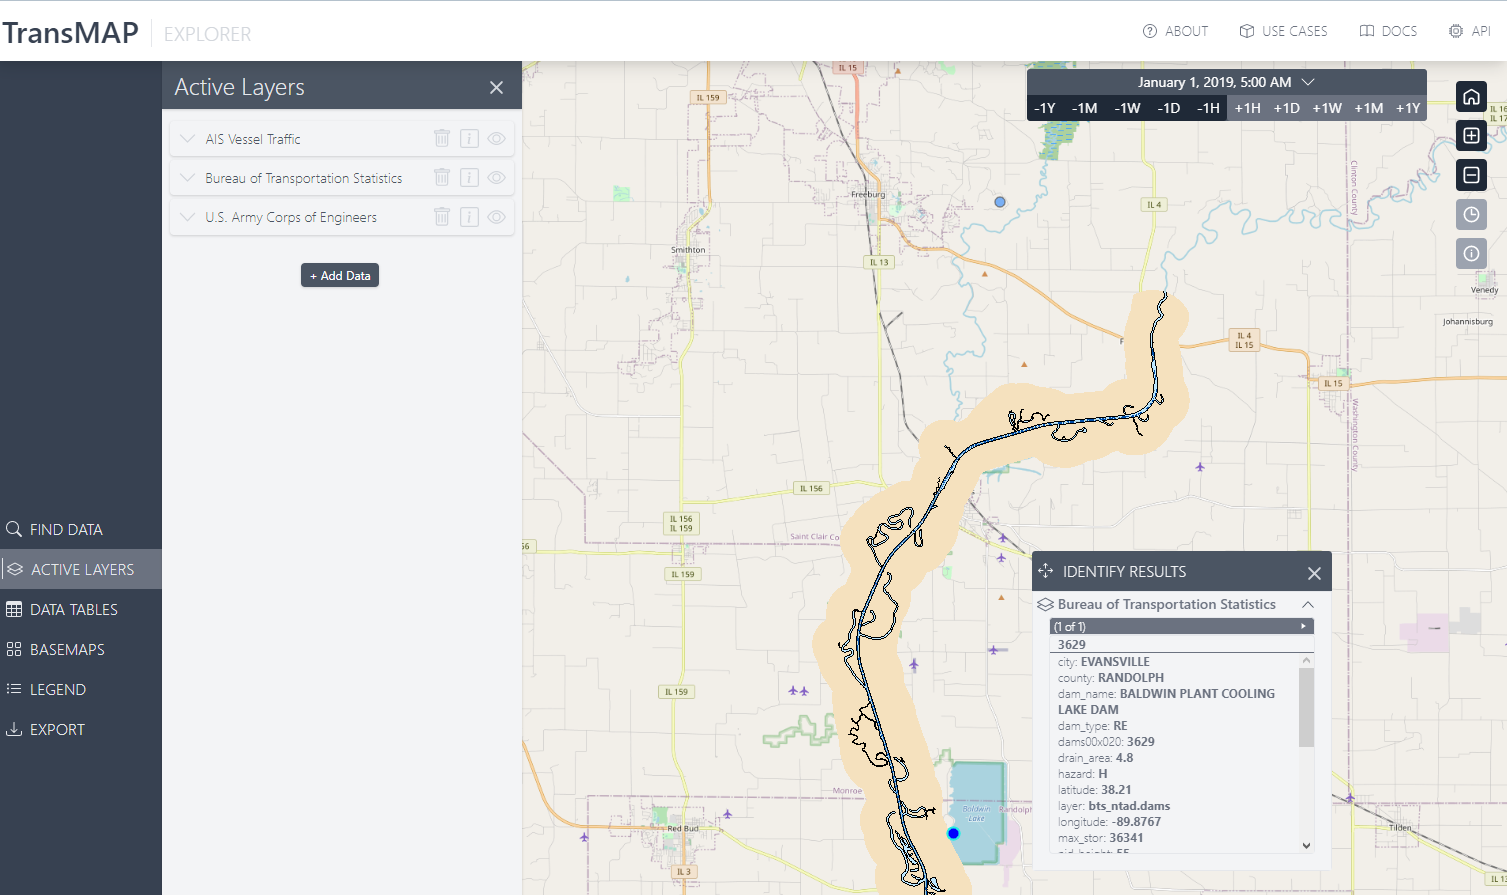 TransMAP EXPLORER
ABOUT
USE CASES
DOCS
API
Active Layers
AIS Vessel Traffic
Bureau of Transportation Statistics
U.S. Army Corps of Engineers
+ Add Data
FIND DATA
ACTIVE LAYERS
DATA TABLES
BASEMAPS
LEGEND
EXPORT
January 1, 2019, 5:00 AM
-1Y -1M -1W -1D -1H +1H +1D +1W +1M +1Y
IL 15
IL 159
Clinton County
Freeburg
IL 4
Smithton
IL 13
Venedy
Johannisburg
IL 4
IL 15
IL 15
Washington County
IL 156
IL 156
IL 159
Saint Clair Co
IL 159
IL 159
Monroe
Randolph
Baldwin
Lake
Red Bud
IL 3
Tilden
IDENTIFY RESULTS
Bureau of Transportation Statistics
(1 of 1)
3629
city: EVANSVILLE
county: RANDOLPH
dam_name: BALDWIN PLANT COOLING
LAKE DAM
dam_type: RE
dams00x020: 3629
drain_area: 4.8
hazard: H
latitude: 38.21
layer: bts_ntad.dams
longitude: -89.8767
max_stor: 36341